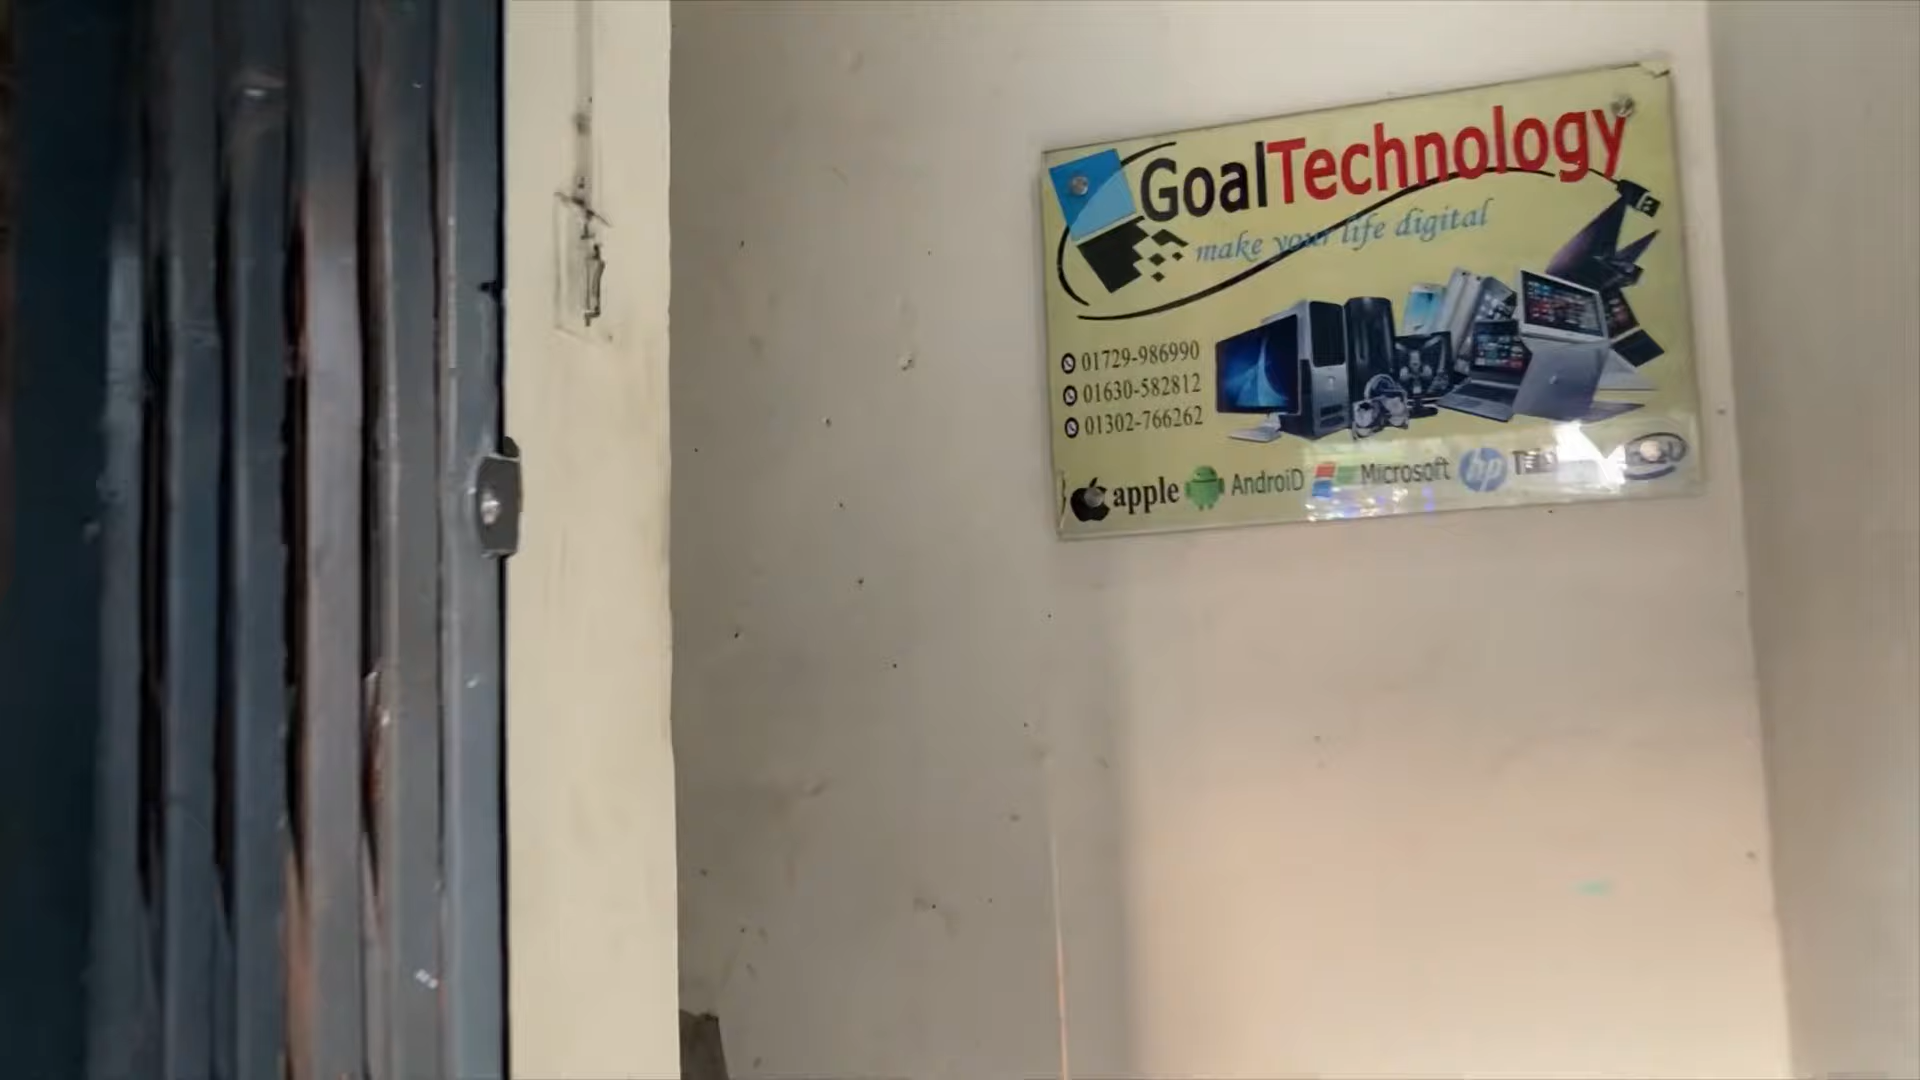 GoalTechnology
make your life digital
01729-986990
01630-582812
01302-766262
apple AndroiD Microsoft hp